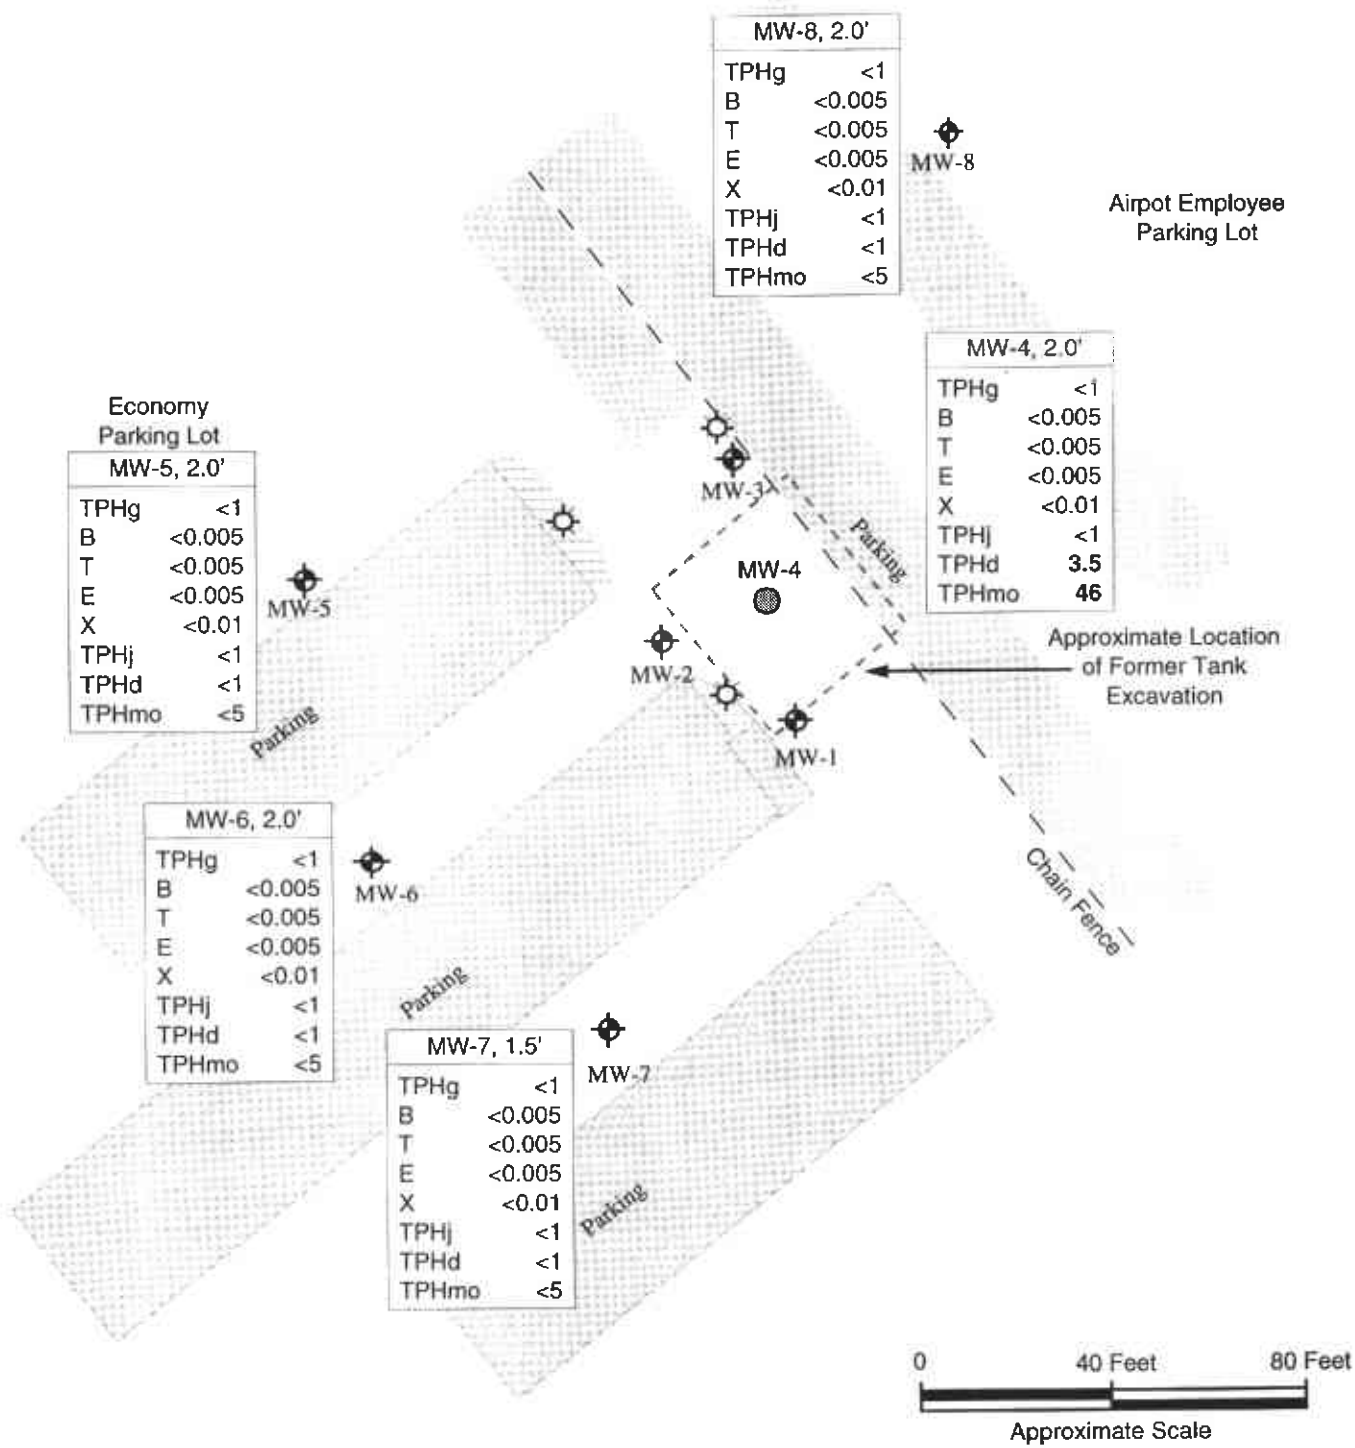 MW-8, 2.0'
TPHg <1
B <0.005
T <0.005
E <0.005
X <0.01
TPHj <1
TPHd <1
TPHmo <5
MW-8
Airpot Employee
Parking Lot
MW-4, 2.0'
TPHg <1
B <0.005
T <0.005
E <0.005
X <0.01
TPHj <1
TPHd 3.5
TPHmo 46
Economy
Parking Lot
MW-5, 2.0'
TPHg <1
B <0.005
T <0.005
E <0.005
X <0.01
TPHj <1
TPHd <1
TPHmo <5
MW-5
MW-3
Parking
MW-4
MW-2
MW-1
Approximate Location
of Former Tank
Excavation
Parking
MW-6, 2.0'
TPHg <1
B <0.005
T <0.005
E <0.005
X <0.01
TPHj <1
TPHd <1
TPHmo <5
MW-6
Chain Fence
Parking
MW-7, 1.5'
TPHg <1
B <0.005
T <0.005
E <0.005
X <0.01
TPHj <1
TPHd <1
TPHmo <5
MW-7
Parking
0 40 Feet 80 Feet
Approximate Scale